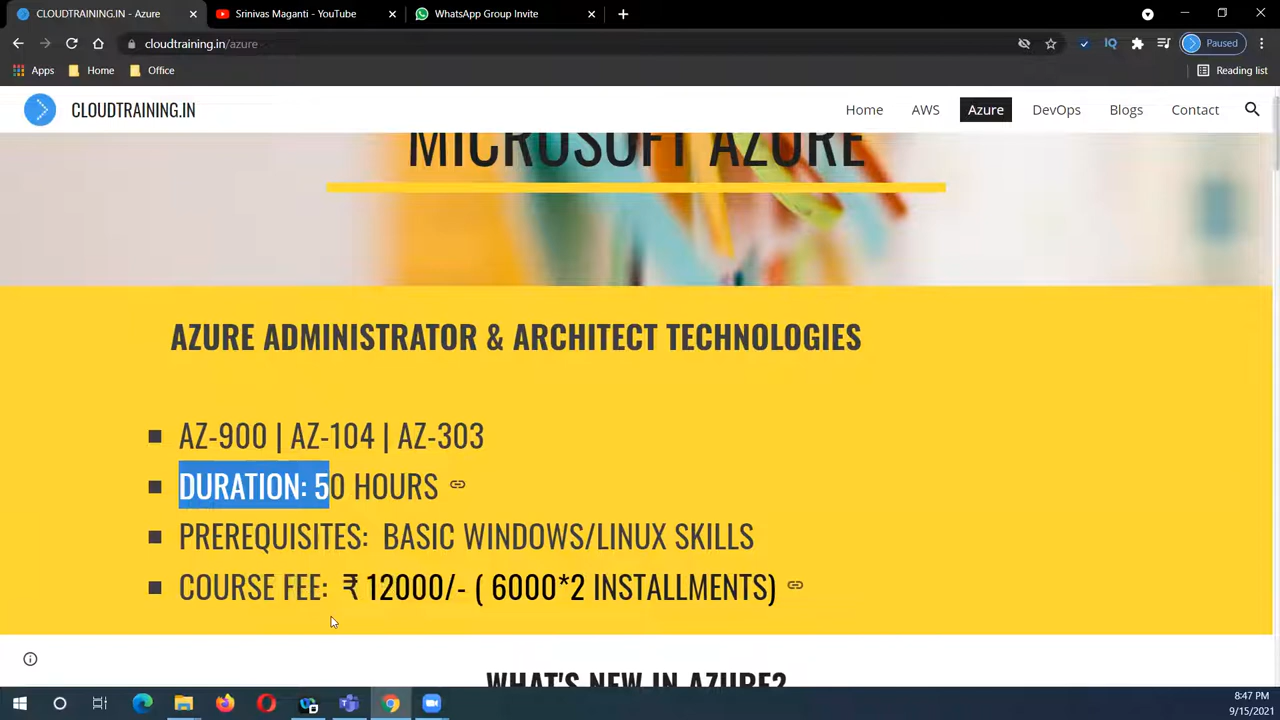 CLOUDTRAINING.IN - Azure
Srinivas Maganti - YouTube
WhatsApp Group Invite
cloudtraining.in/azure
IQ
Paused
Apps
Home
Office
Reading list
CLOUDTRAINING.IN
Home
AWS
Azure
DevOps
Blogs
Contact
MICROSOFT AZURE
AZURE ADMINISTRATOR & ARCHITECT TECHNOLOGIES
AZ-900 | AZ-104 | AZ-303
DURATION: 50 HOURS
PREREQUISITES: BASIC WINDOWS/LINUX SKILLS
COURSE FEE: ₹ 12000/- ( 6000*2 INSTALLMENTS)
WHAT'S NEW IN AZURE?
8:47 PM
9/15/2021